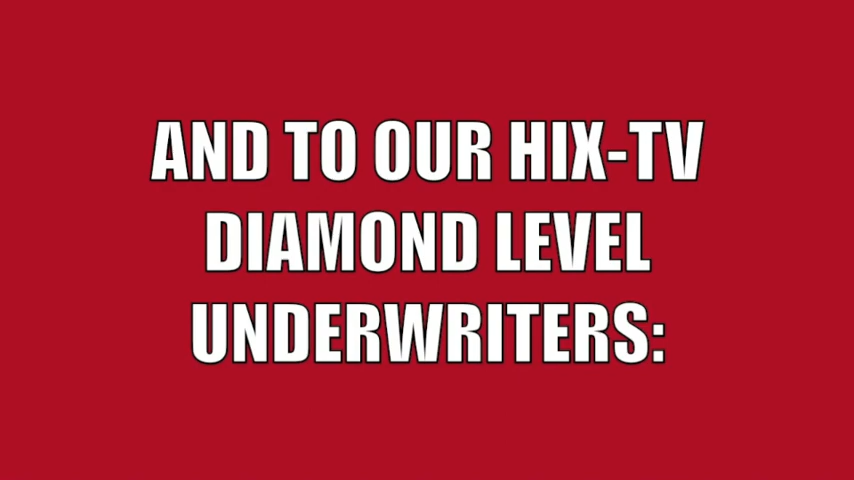 AND TO OUR HIX-TV
DIAMOND LEVEL
UNDERWRITERS: